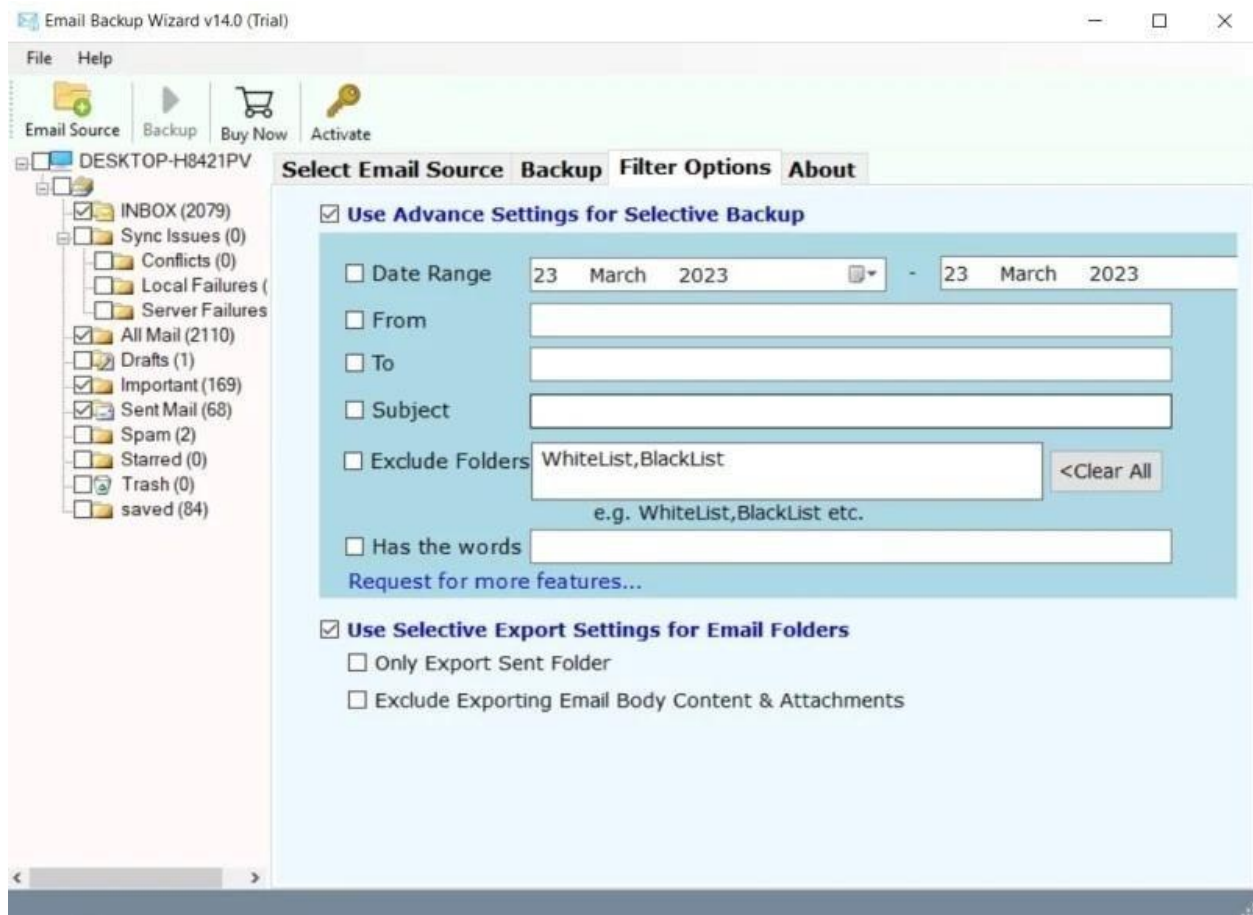 Email Backup Wizard v14.0 (Trial)
File Help
Email Source Backup Buy Now Activate
DESKTOP-H8421PV
INBOX (2079)
Sync Issues (0)
Conflicts (0)
Local Failures (
Server Failures
All Mail (2110)
Drafts (1)
Important (169)
Sent Mail (68)
Spam (2)
Starred (0)
Trash (0)
saved (84)
Select Email Source Backup Filter Options About
Use Advance Settings for Selective Backup
Date Range 23 March 2023 - 23 March 2023
From
To
Subject
Exclude Folders WhiteList,BlackList <Clear All
e.g. WhiteList,BlackList etc.
Has the words
Request for more features...
Use Selective Export Settings for Email Folders
Only Export Sent Folder
Exclude Exporting Email Body Content & Attachments